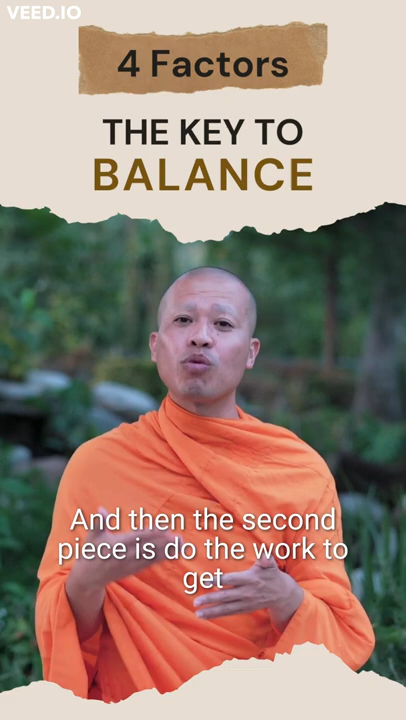 VEED.IO
4 Factors
THE KEY TO
BALANCE
And then the second
piece is do the work to
get